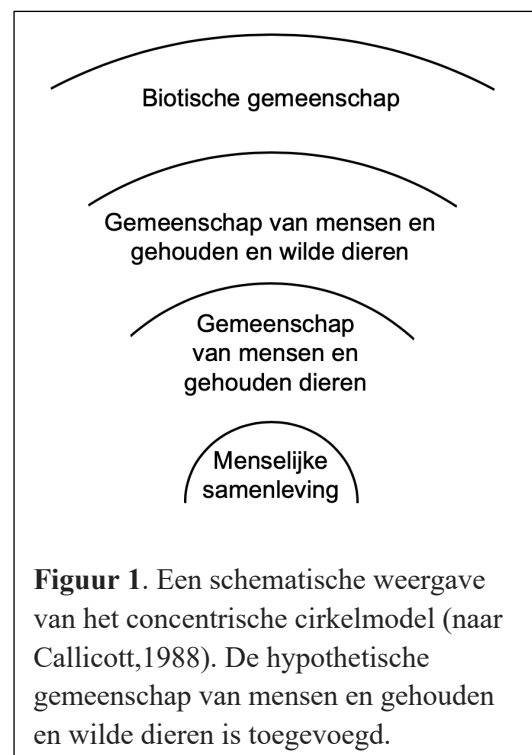 Biotische gemeenschap
Gemeenschap van mensen en
gehouden en wilde dieren
Gemeenschap
van mensen en
gehouden dieren
Menselijke
samenleving
Figuur 1. Een schematische weergave
van het concentrische cirkelmodel (naar
Callicott,1988). De hypothetische
gemeenschap van mensen en gehouden
en wilde dieren is toegevoegd.